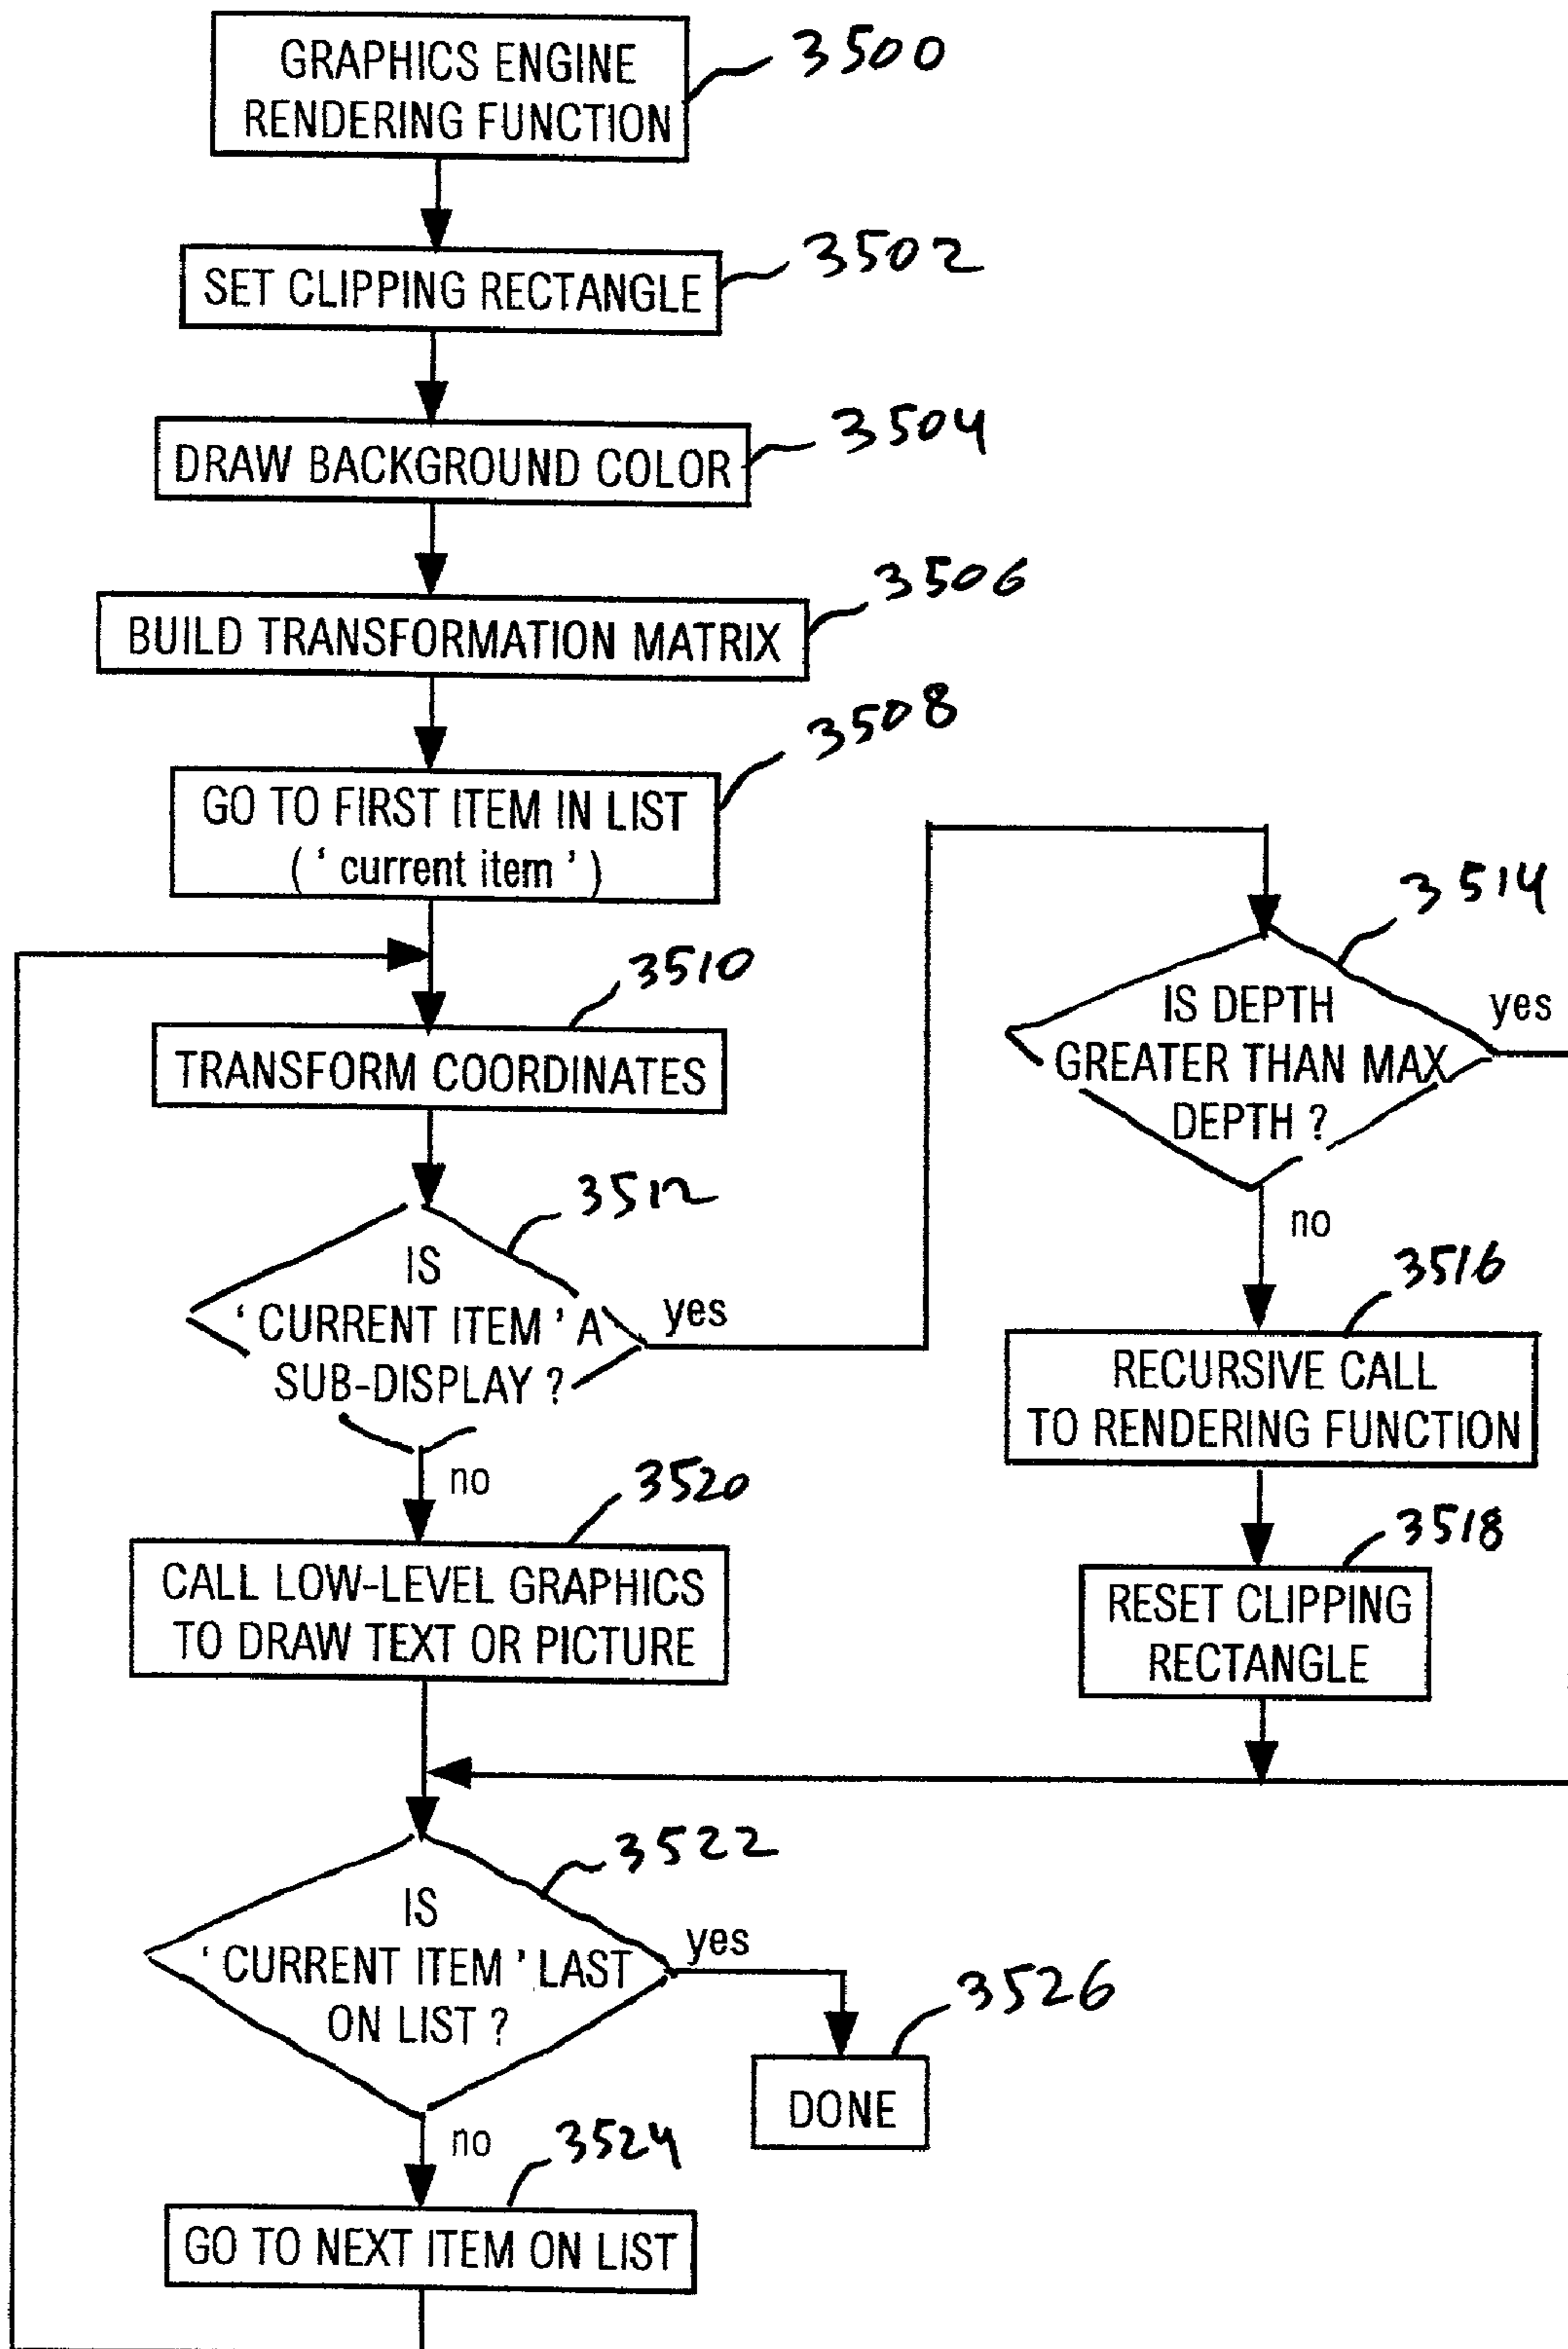 GRAPHICS ENGINE
RENDERING FUNCTION
3500
SET CLIPPING RECTANGLE
3502
DRAW BACKGROUND COLOR
3504
BUILD TRANSFORMATION MATRIX
3506
GO TO FIRST ITEM IN LIST
( ' current item ' )
3508
TRANSFORM COORDINATES
3510
IS
' CURRENT ITEM ' A
SUB-DISPLAY ?
3512
yes
no
IS DEPTH
GREATER THAN MAX
DEPTH ?
3514
yes
no
RECURSIVE CALL
TO RENDERING FUNCTION
3516
RESET CLIPPING
RECTANGLE
3518
CALL LOW-LEVEL GRAPHICS
TO DRAW TEXT OR PICTURE
3520
IS
' CURRENT ITEM ' LAST
ON LIST ?
3522
yes
no
DONE
3526
GO TO NEXT ITEM ON LIST
3524